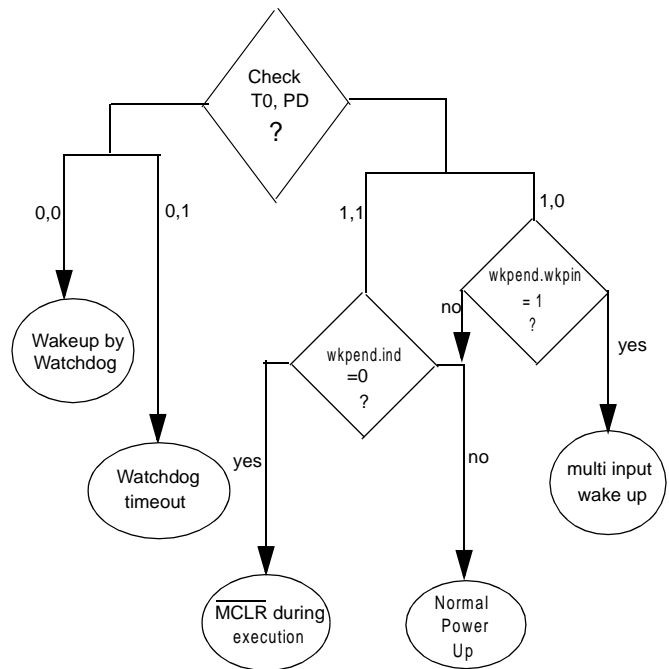 Check
T0, PD
?
0,0
0,1
1,1
1,0
wkpend.wkpin
= 1
?
no
yes
Wakeup by
Watchdog
wkpend.ind
=0
?
yes
no
Watchdog
timeout
multi input
wake up
MCLR during
execution
Normal
Power
Up